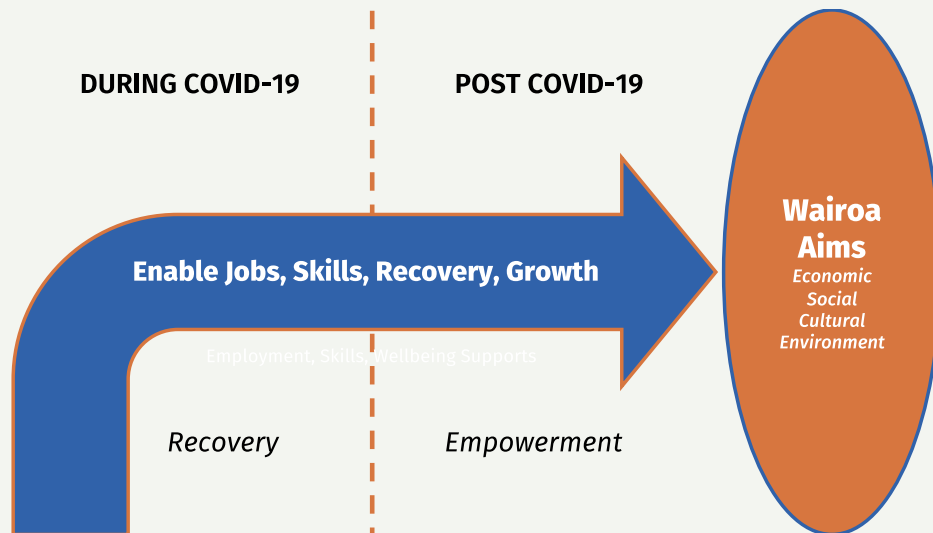 DURING COVID-19
POST COVID-19
Enable Jobs, Skills, Recovery, Growth
Employment, Skills, Wellbeing Supports
Recovery
Empowerment
Wairoa
Aims
Economic
Social
Cultural
Environment